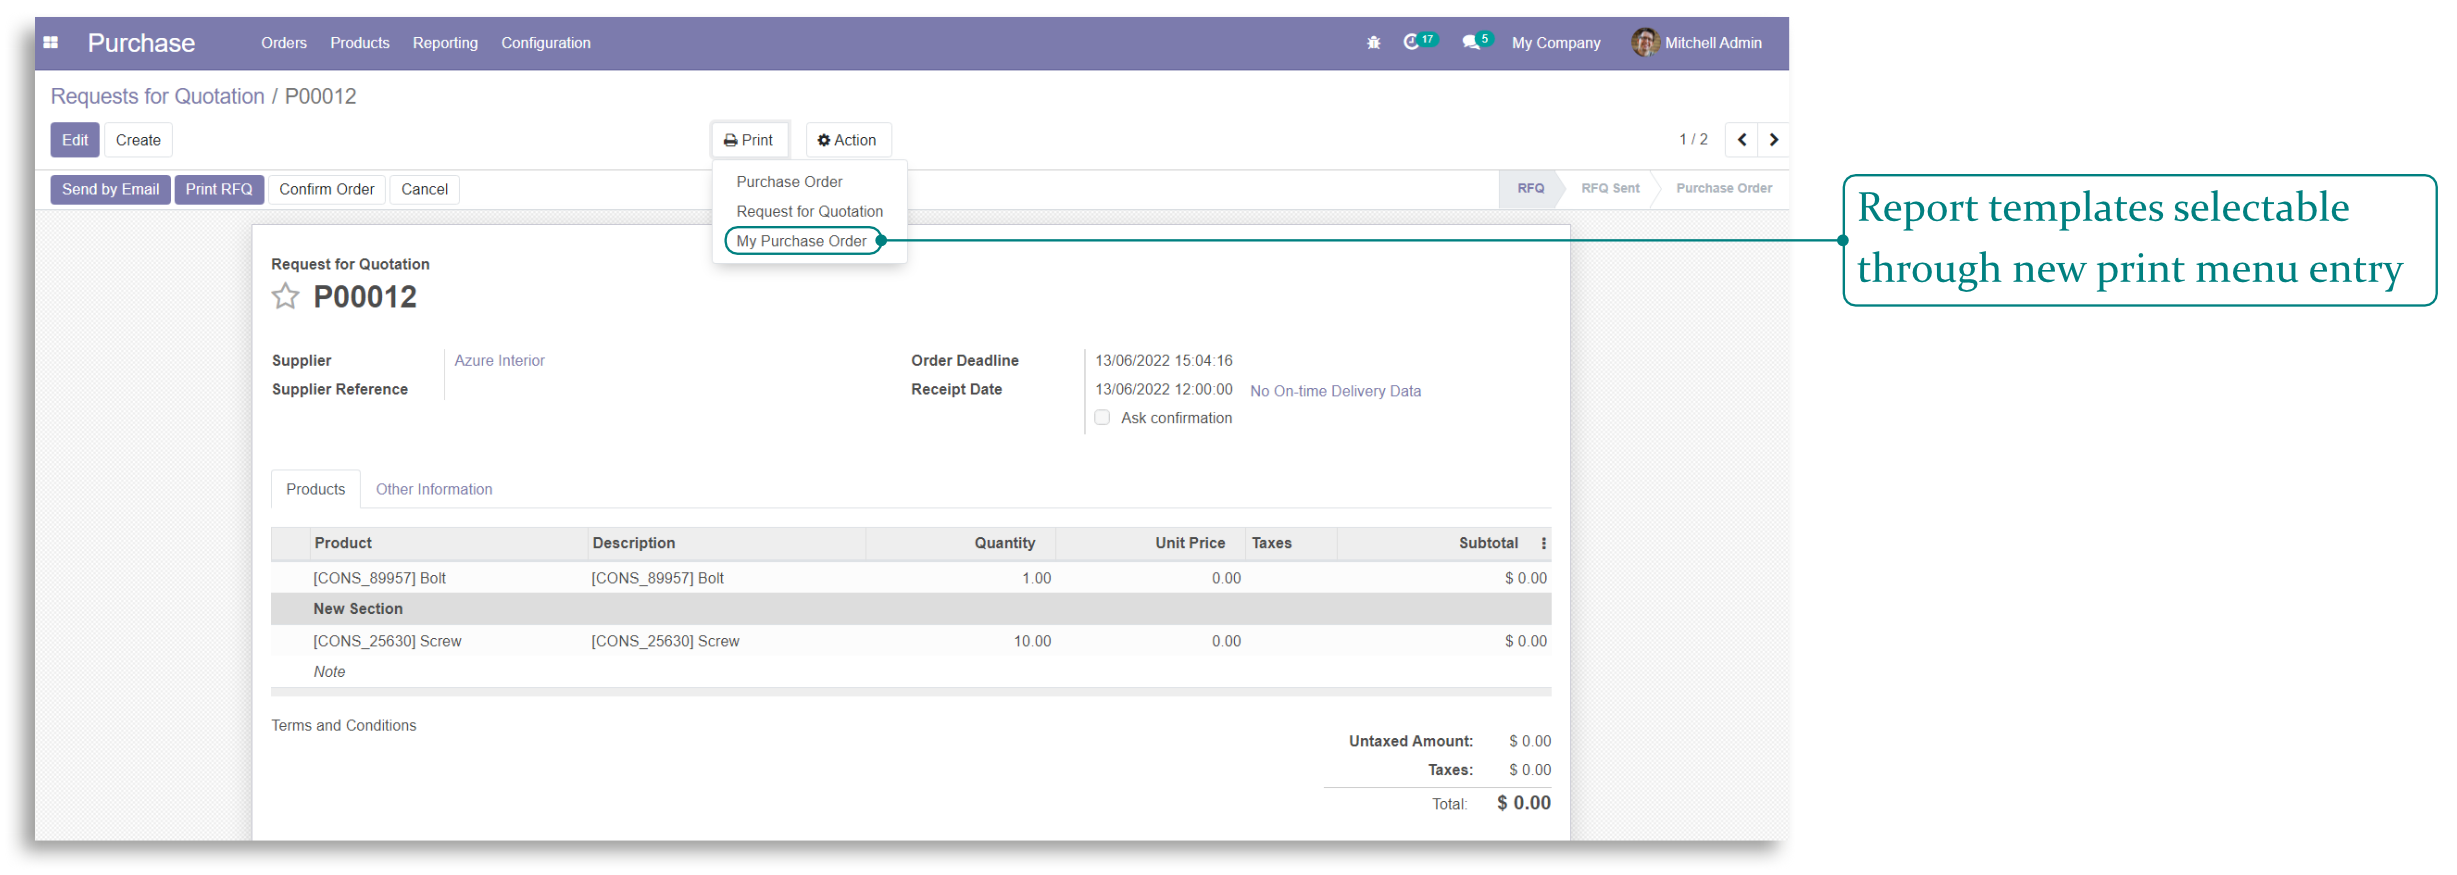 Purchase Orders Products Reporting Configuration 17 5 My Company Mitchell Admin
Requests for Quotation / P00012
Edit Create Print Action 1 / 2
Send by Email Print RFQ Confirm Order Cancel RFQ RFQ Sent Purchase Order
Purchase Order
Request for Quotation
My Purchase Order
Report templates selectable
through new print menu entry
Request for Quotation
P00012
Supplier Azure Interior Order Deadline 13/06/2022 15:04:16
Supplier Reference Receipt Date 13/06/2022 12:00:00 No On-time Delivery Data
Ask confirmation
Products Other Information
Product Description Quantity Unit Price Taxes Subtotal
[CONS_89957] Bolt [CONS_89957] Bolt 1.00 0.00 $ 0.00
New Section
[CONS_25630] Screw [CONS_25630] Screw 10.00 0.00 $ 0.00
Note
Terms and Conditions
Untaxed Amount: $ 0.00
Taxes: $ 0.00
Total: $ 0.00